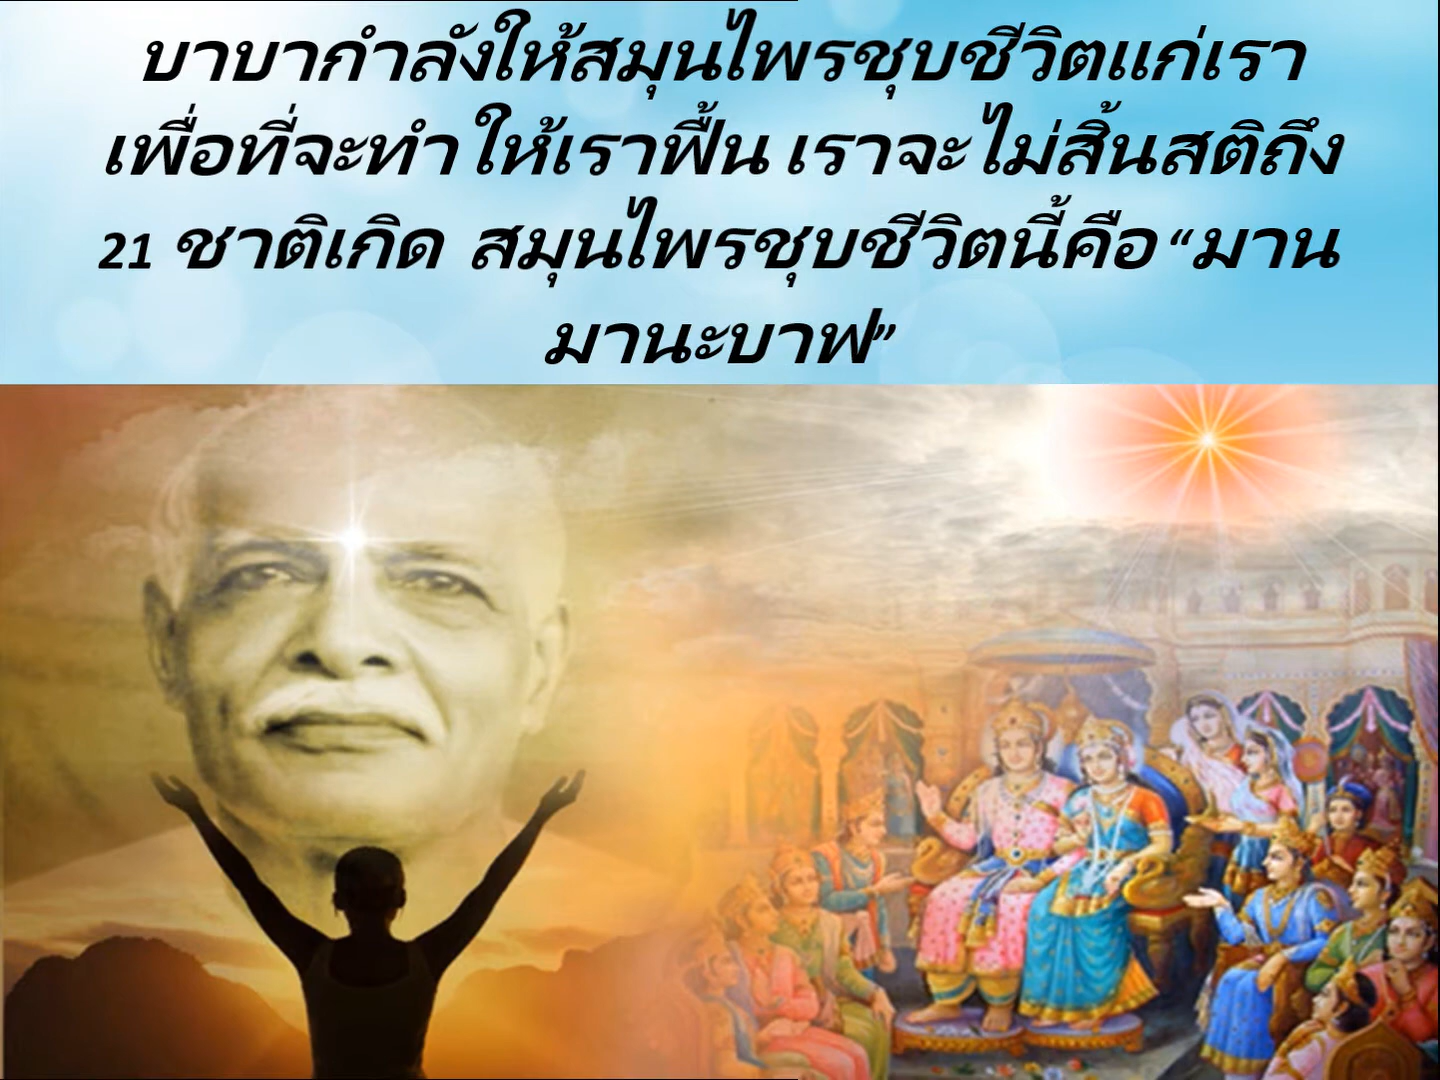 บาบากำลังให้สมุนไพรชุบชีวิตแก่เรา
เพื่อที่จะทำให้เราฟื้น เราจะไม่สิ้นสติถึง
21 ชาติเกิด สมุนไพรชุบชีวิตนี้คือ “มาน
มานะบาฟ”